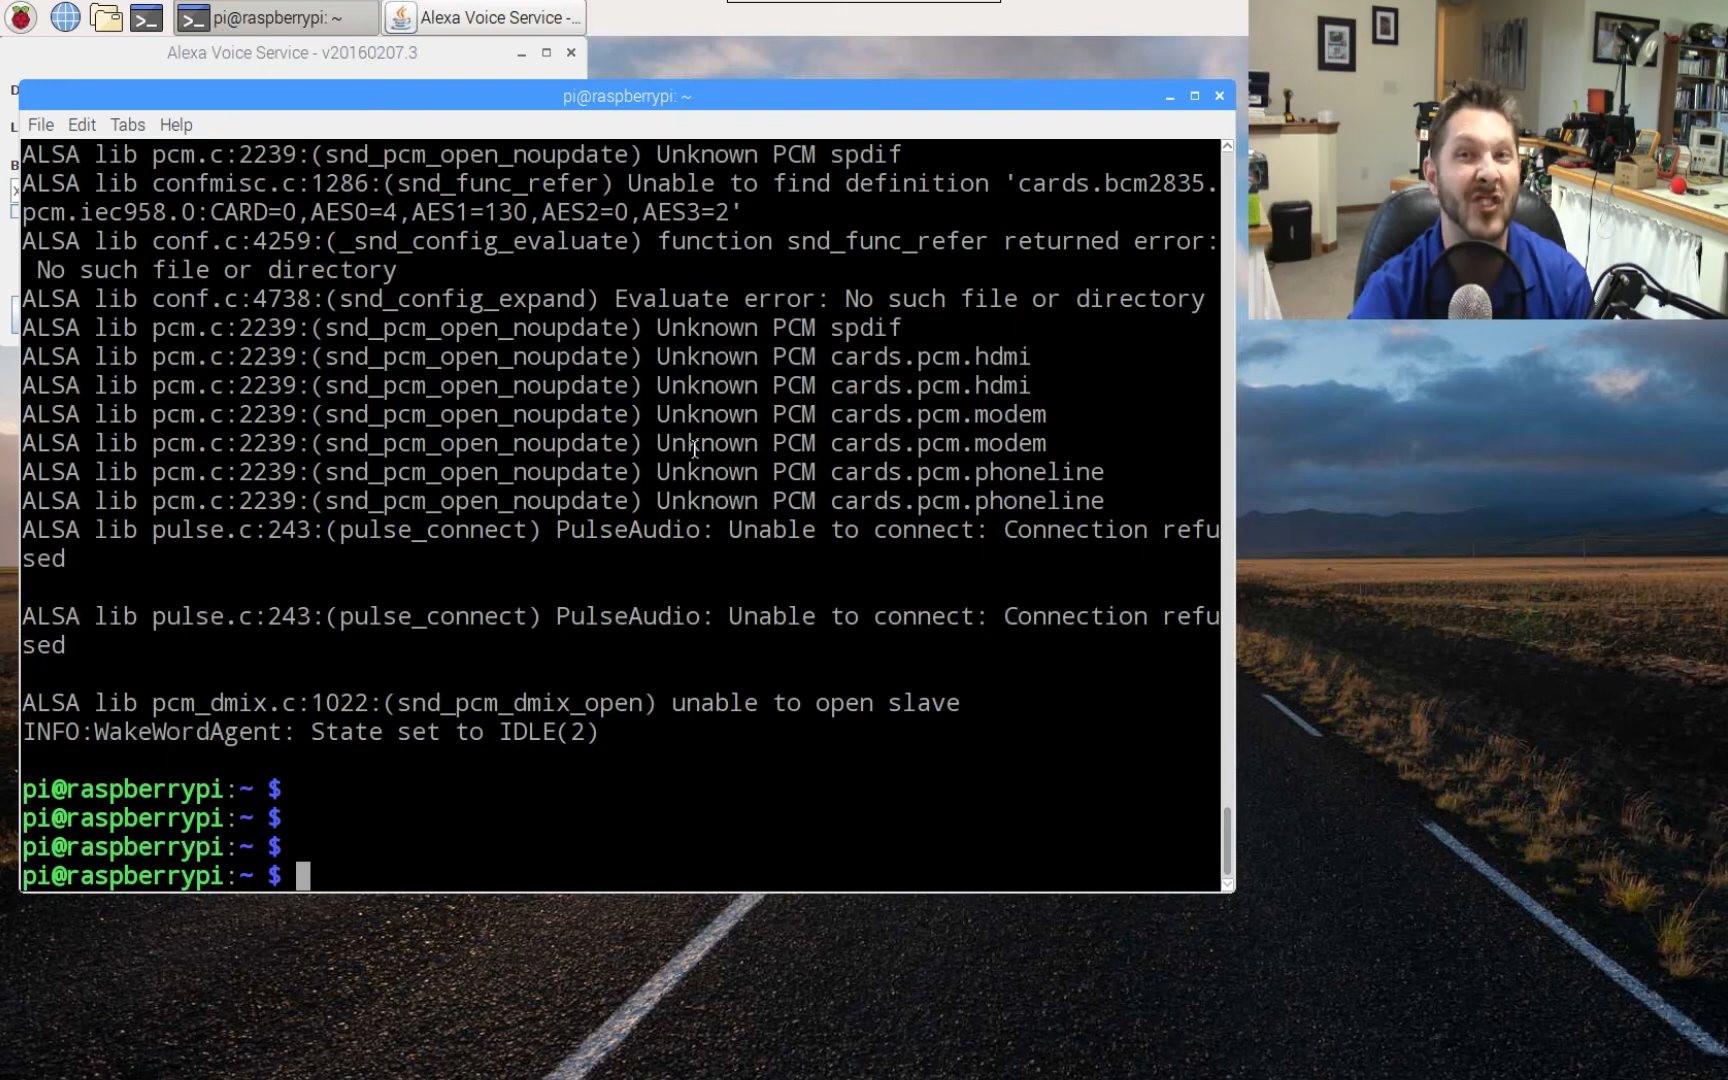 pi@raspberrypi: ~
Alexa Voice Service -...
Alexa Voice Service - v20160207.3
D
L
B
x
pi@raspberrypi: ~
File Edit Tabs Help
ALSA lib pcm.c:2239:(snd_pcm_open_noupdate) Unknown PCM spdif
ALSA lib confmisc.c:1286:(snd_func_refer) Unable to find definition 'cards.bcm2835.
pcm.iec958.0:CARD=0,AES0=4,AES1=130,AES2=0,AES3=2'
ALSA lib conf.c:4259:(_snd_config_evaluate) function snd_func_refer returned error:
 No such file or directory
ALSA lib conf.c:4738:(snd_config_expand) Evaluate error: No such file or directory
ALSA lib pcm.c:2239:(snd_pcm_open_noupdate) Unknown PCM spdif
ALSA lib pcm.c:2239:(snd_pcm_open_noupdate) Unknown PCM cards.pcm.hdmi
ALSA lib pcm.c:2239:(snd_pcm_open_noupdate) Unknown PCM cards.pcm.hdmi
ALSA lib pcm.c:2239:(snd_pcm_open_noupdate) Unknown PCM cards.pcm.modem
ALSA lib pcm.c:2239:(snd_pcm_open_noupdate) Unknown PCM cards.pcm.modem
ALSA lib pcm.c:2239:(snd_pcm_open_noupdate) Unknown PCM cards.pcm.phoneline
ALSA lib pcm.c:2239:(snd_pcm_open_noupdate) Unknown PCM cards.pcm.phoneline
ALSA lib pulse.c:243:(pulse_connect) PulseAudio: Unable to connect: Connection refu
sed
ALSA lib pulse.c:243:(pulse_connect) PulseAudio: Unable to connect: Connection refu
sed
ALSA lib pcm_dmix.c:1022:(snd_pcm_dmix_open) unable to open slave
INFO:WakeWordAgent: State set to IDLE(2)
pi@raspberrypi:~ $
pi@raspberrypi:~ $
pi@raspberrypi:~ $
pi@raspberrypi:~ $